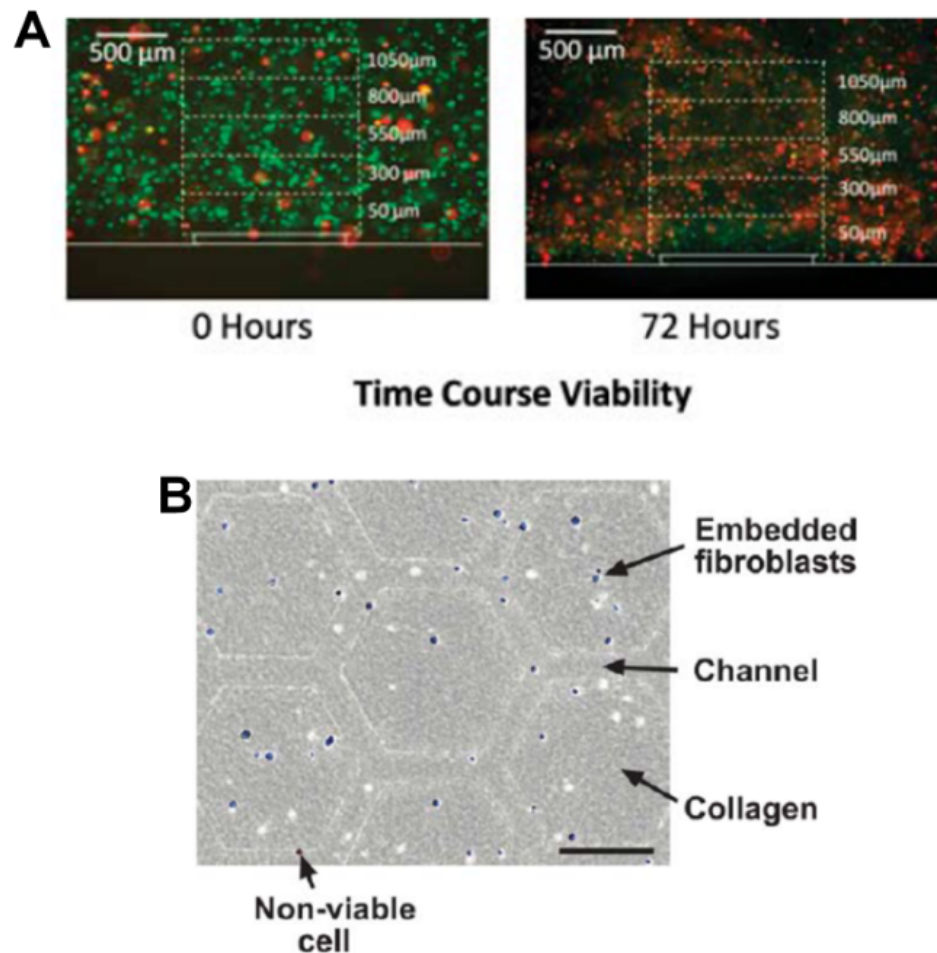 A
500 μm
1050μm
800μm
550μm
300 μm
50 μm
0 Hours
500 μm
1050μm
800μm
550μm
300μm
50μm
72 Hours
Time Course Viability
B
Embedded
fibroblasts
Channel
Collagen
Non-viable
cell